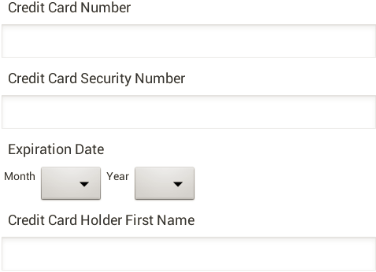 Credit Card Number
Credit Card Security Number
Expiration Date
Month Year
Credit Card Holder First Name